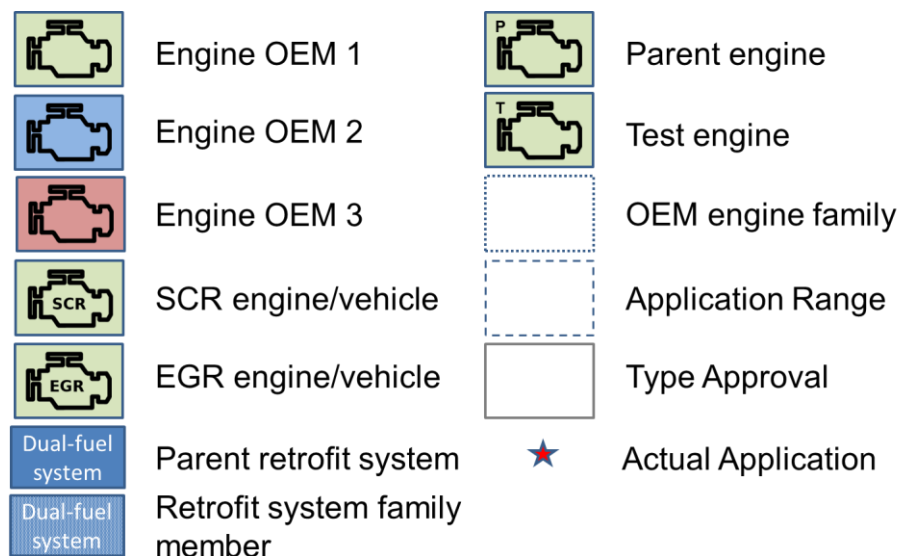 Engine OEM 1
Engine OEM 2
Engine OEM 3
SCR
SCR engine/vehicle
EGR
EGR engine/vehicle
Dual-fuel
system
Parent retrofit system
Dual-fuel
system
Retrofit system family
member
P
Parent engine
T
Test engine
OEM engine family
Application Range
Type Approval
Actual Application